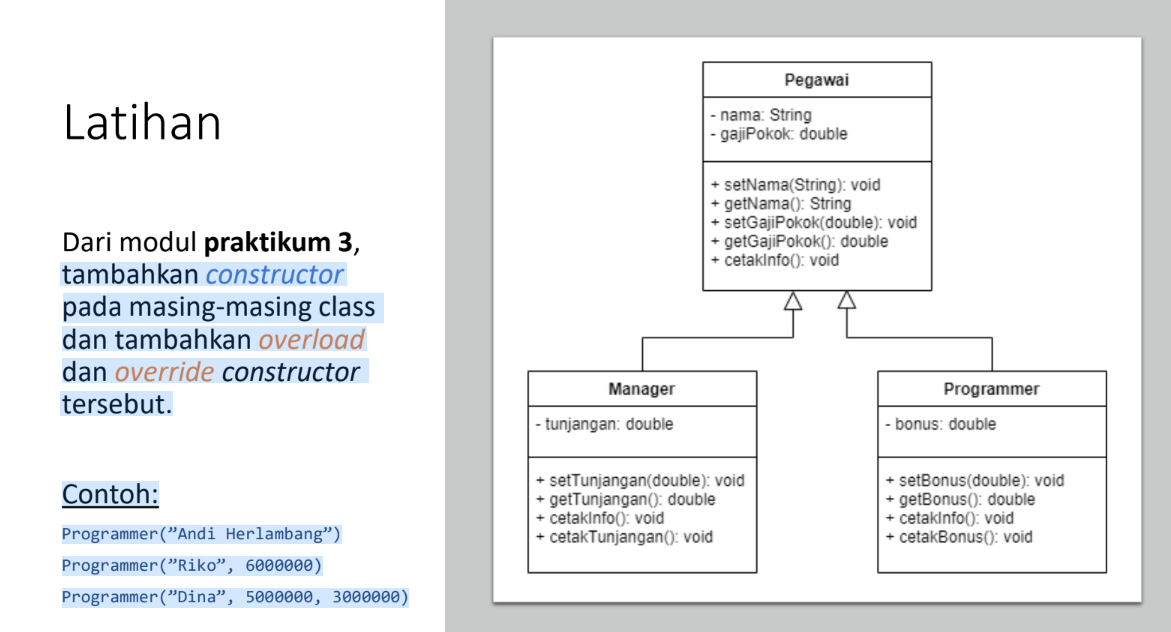 Latihan
Dari modul praktikum 3,
tambahkan constructor
pada masing-masing class
dan tambahkan overload
dan override constructor
tersebut.
Contoh:
Programmer(”Andi Herlambang”)
Programmer(”Riko”, 6000000)
Programmer(”Dina”, 5000000, 3000000)
Pegawai
- nama: String
- gajiPokok: double
+ setNama(String): void
+ getNama(): String
+ setGajiPokok(double): void
+ getGajiPokok(): double
+ cetakInfo(): void
Manager
- tunjangan: double
+ setTunjangan(double): void
+ getTunjangan(): double
+ cetakInfo(): void
+ cetakTunjangan(): void
Programmer
- bonus: double
+ setBonus(double): void
+ getBonus(): double
+ cetakInfo(): void
+ cetakBonus(): void